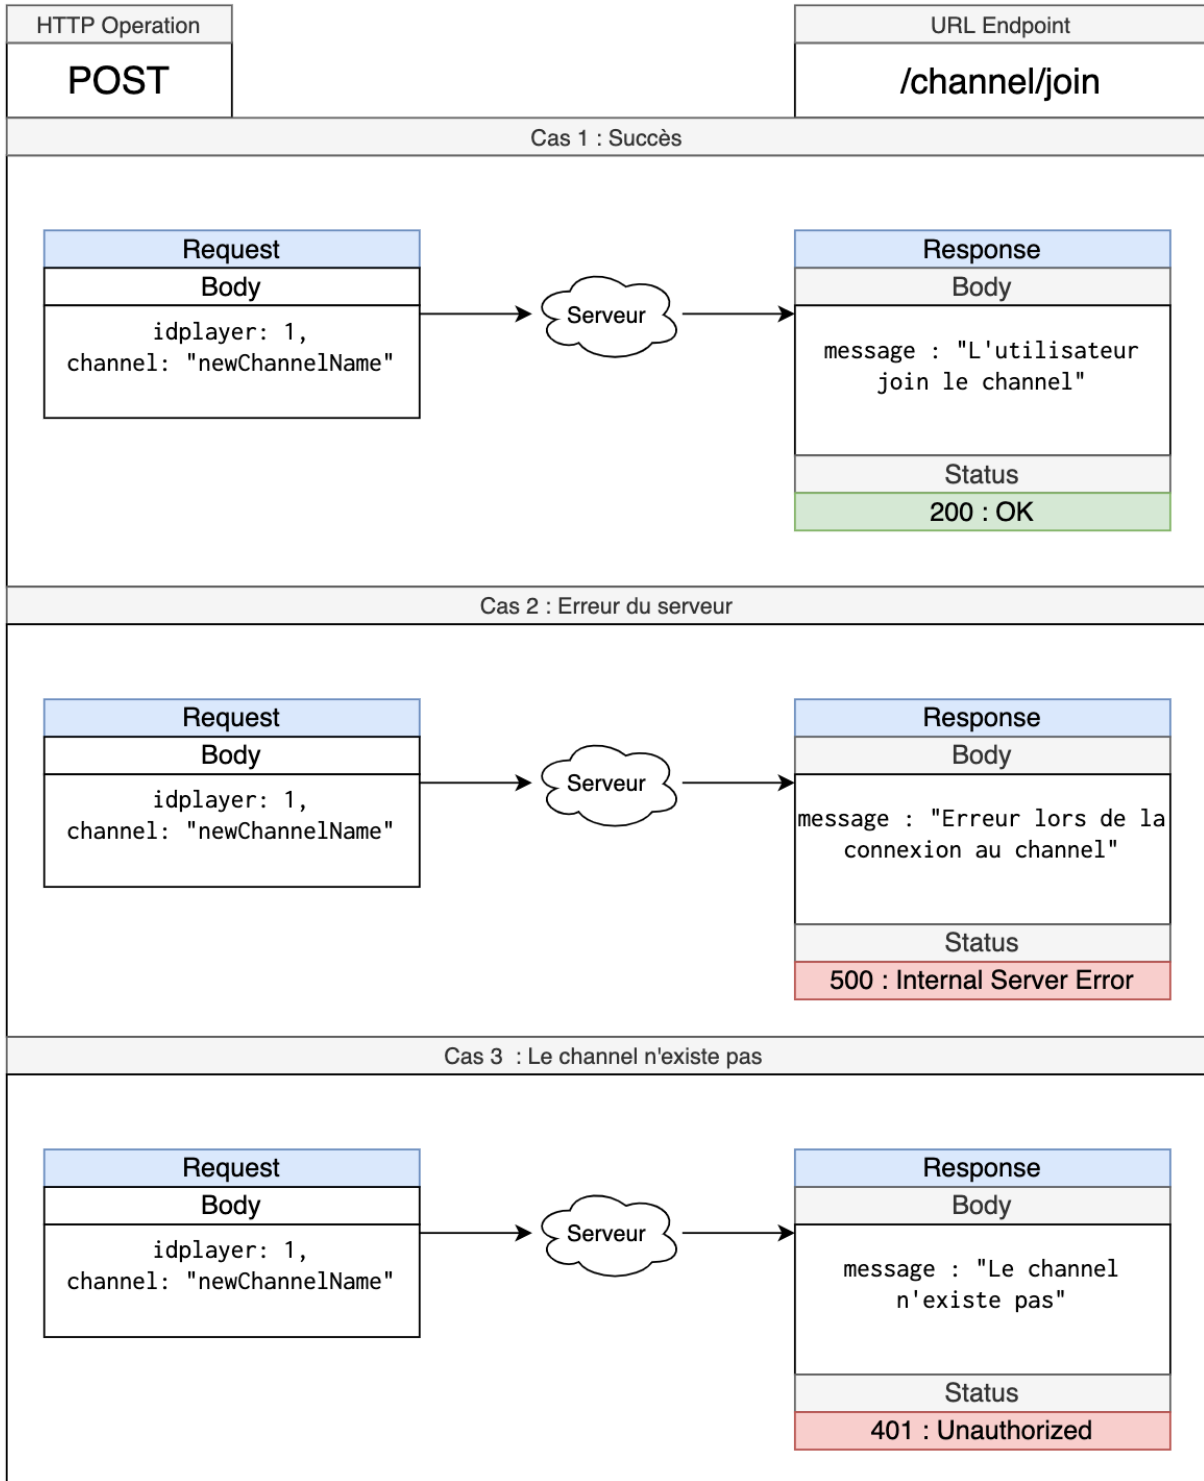 HTTP Operation
URL Endpoint
POST
/channel/join
Cas 1 : Succès
Request
Body
idplayer: 1,
channel: "newChannelName"
Serveur
Response
Body
message : "L'utilisateur
join le channel"
Status
200 : OK
Cas 2 : Erreur du serveur
Request
Body
idplayer: 1,
channel: "newChannelName"
Serveur
Response
Body
message : "Erreur lors de la
connexion au channel"
Status
500 : Internal Server Error
Cas 3  : Le channel n'existe pas
Request
Body
idplayer: 1,
channel: "newChannelName"
Serveur
Response
Body
message : "Le channel
n'existe pas"
Status
401 : Unauthorized